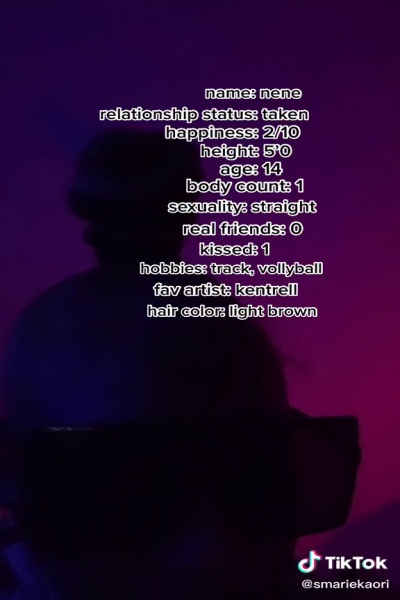 name: nene
relationship status: taken
happiness: 2/10
height: 5'0
age: 14
body count: 1
sexuality: straight
real friends: 0
kissed: 1
hobbies: track, vollyball
fav artist: kentrell
hair color: light brown
TikTok
@smariekaori